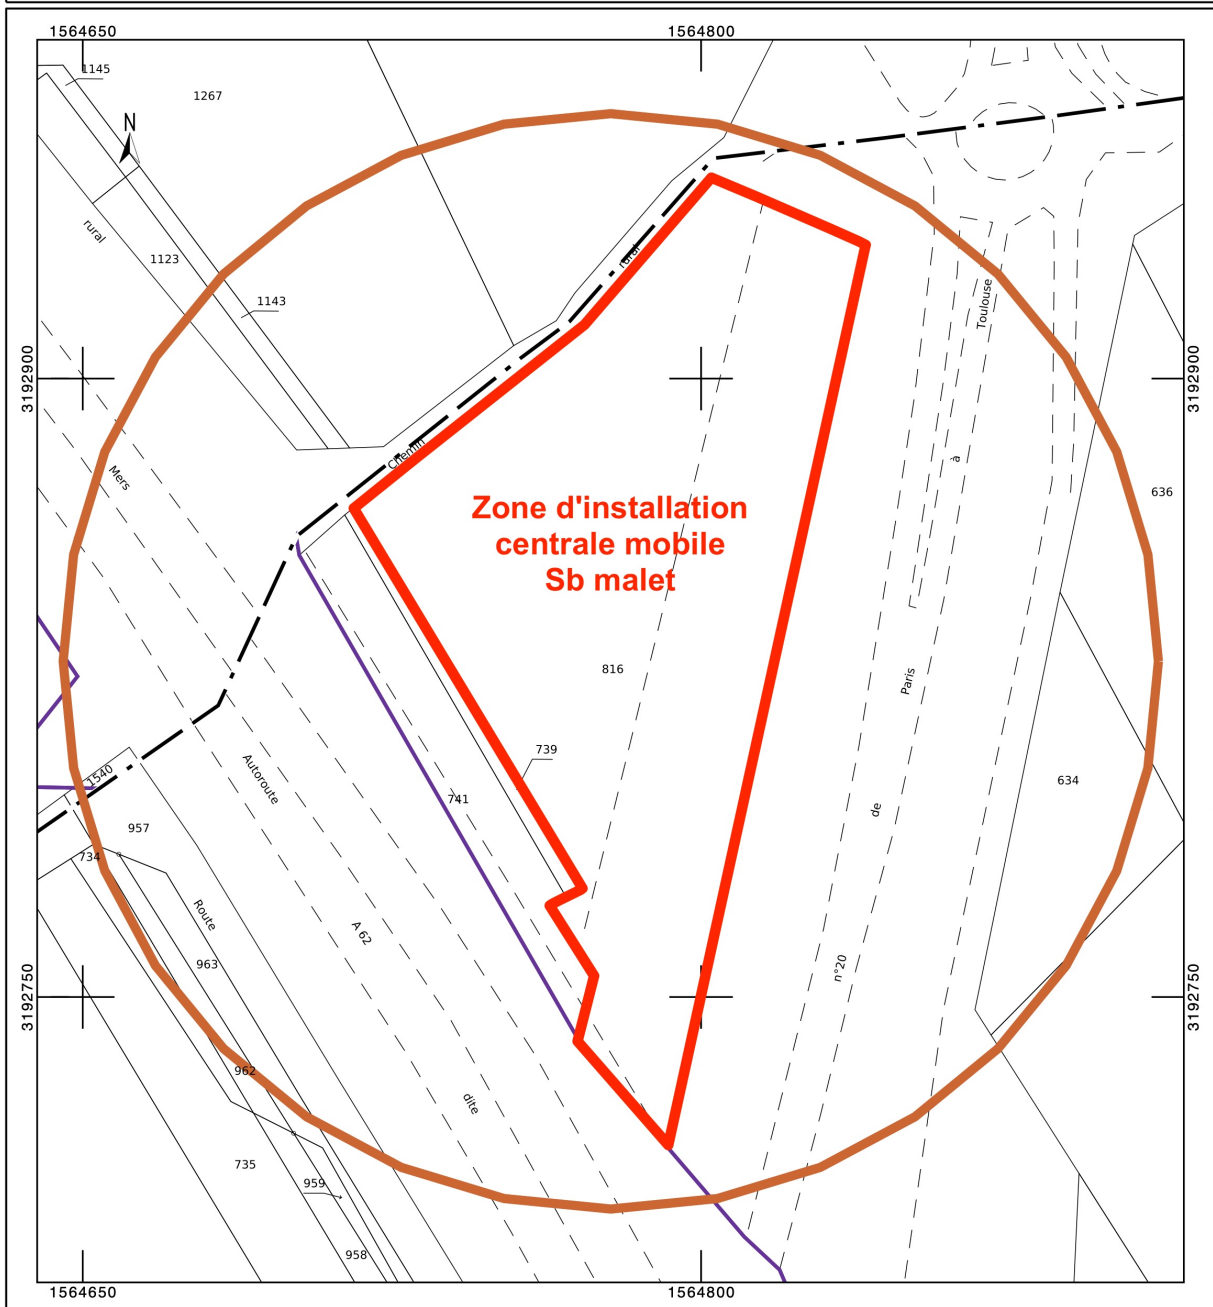 1564650
1564800
1145
1267
N
rural
1123
1143
rural
Toulouse
3192900
3192900
Chemin
à
Mers
636
Zone d'installation
centrale mobile
Sb malet
816
Paris
739
1540
Autoroute
634
741
de
957
734
Route
A 62
963
n°20
3192750
3192750
962
dite
735
959
958
1564650
1564800